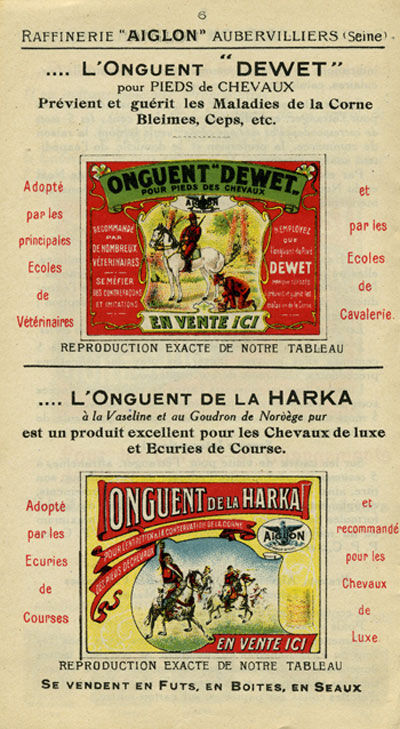 6
RAFFINERIE "AIGLON" AUBERVILLIERS (Seine)
.... L'ONGUENT "DEWET"
pour PIEDS de CHEVAUX
Prévient et guérit les Maladies de la Corne
Bleimes, Ceps, etc.
Adopté
par les
principales
Ecoles
de
Vétérinaires
ONGUENT "DEWET"
POUR PIEDS DES CHEVAUX
AIGLON
RECOMMANDÉ
PAR
DE NOMBREUX
VÉTÉRINAIRES
SE MÉFIER
DES CONTREFAÇONS
ET IMITATIONS
N'EMPLOYEZ
que
l'onguent de Pied
DEWET
EN VENTE ICI
et
par les
Ecoles
de
Cavalerie.
REPRODUCTION EXACTE DE NOTRE TABLEAU
.... L'ONGUENT DE LA HARKA
à la Vaséline et au Goudron de Norvège pur
est un produit excellent pour les Chevaux de luxe
et Ecuries de Course.
Adopté
par les
Ecuries
de
Courses
ONGUENT DE LA HARKA
POUR L'ENTRETIEN & LA CONSERVATION DE LA CORNE
DES PIEDS DE CHEVAUX
AIGLON
EN VENTE ICI
et
recommandé
pour les
Chevaux
de
Luxe
REPRODUCTION EXACTE DE NOTRE TABLEAU
SE VENDENT EN FUTS, EN BOITES, EN SEAUX